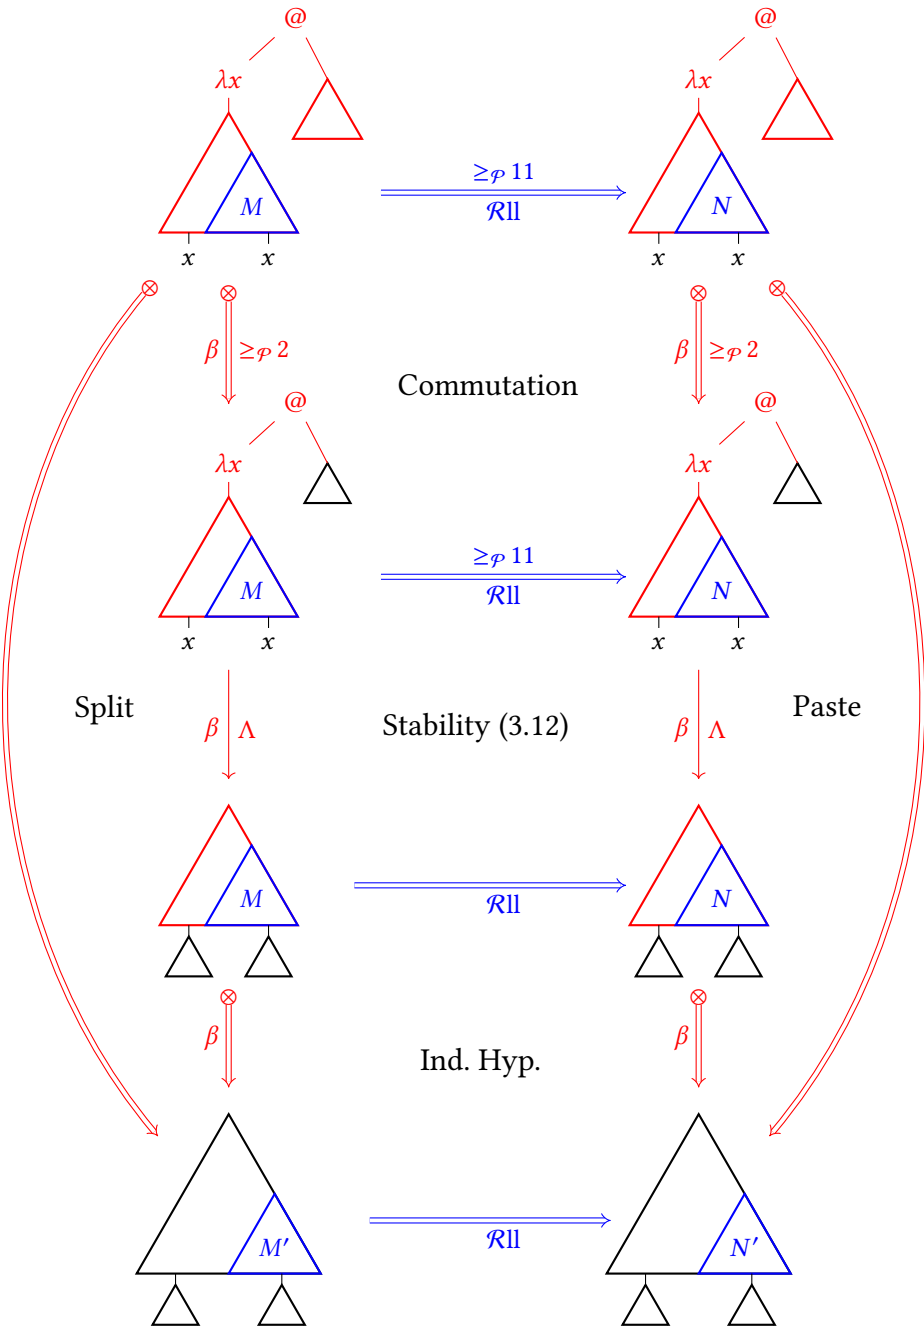 @ @
λx λx
≥𝒫 11
M N
ℛll
x x x x
β ≥𝒫 2 β ≥𝒫 2
Commutation
@ @
λx λx
≥𝒫 11
M N
ℛll
x x x x
Split Paste
β Λ Stability (3.12) β Λ
M N
ℛll
β β
Ind. Hyp.
M′ N′
ℛll